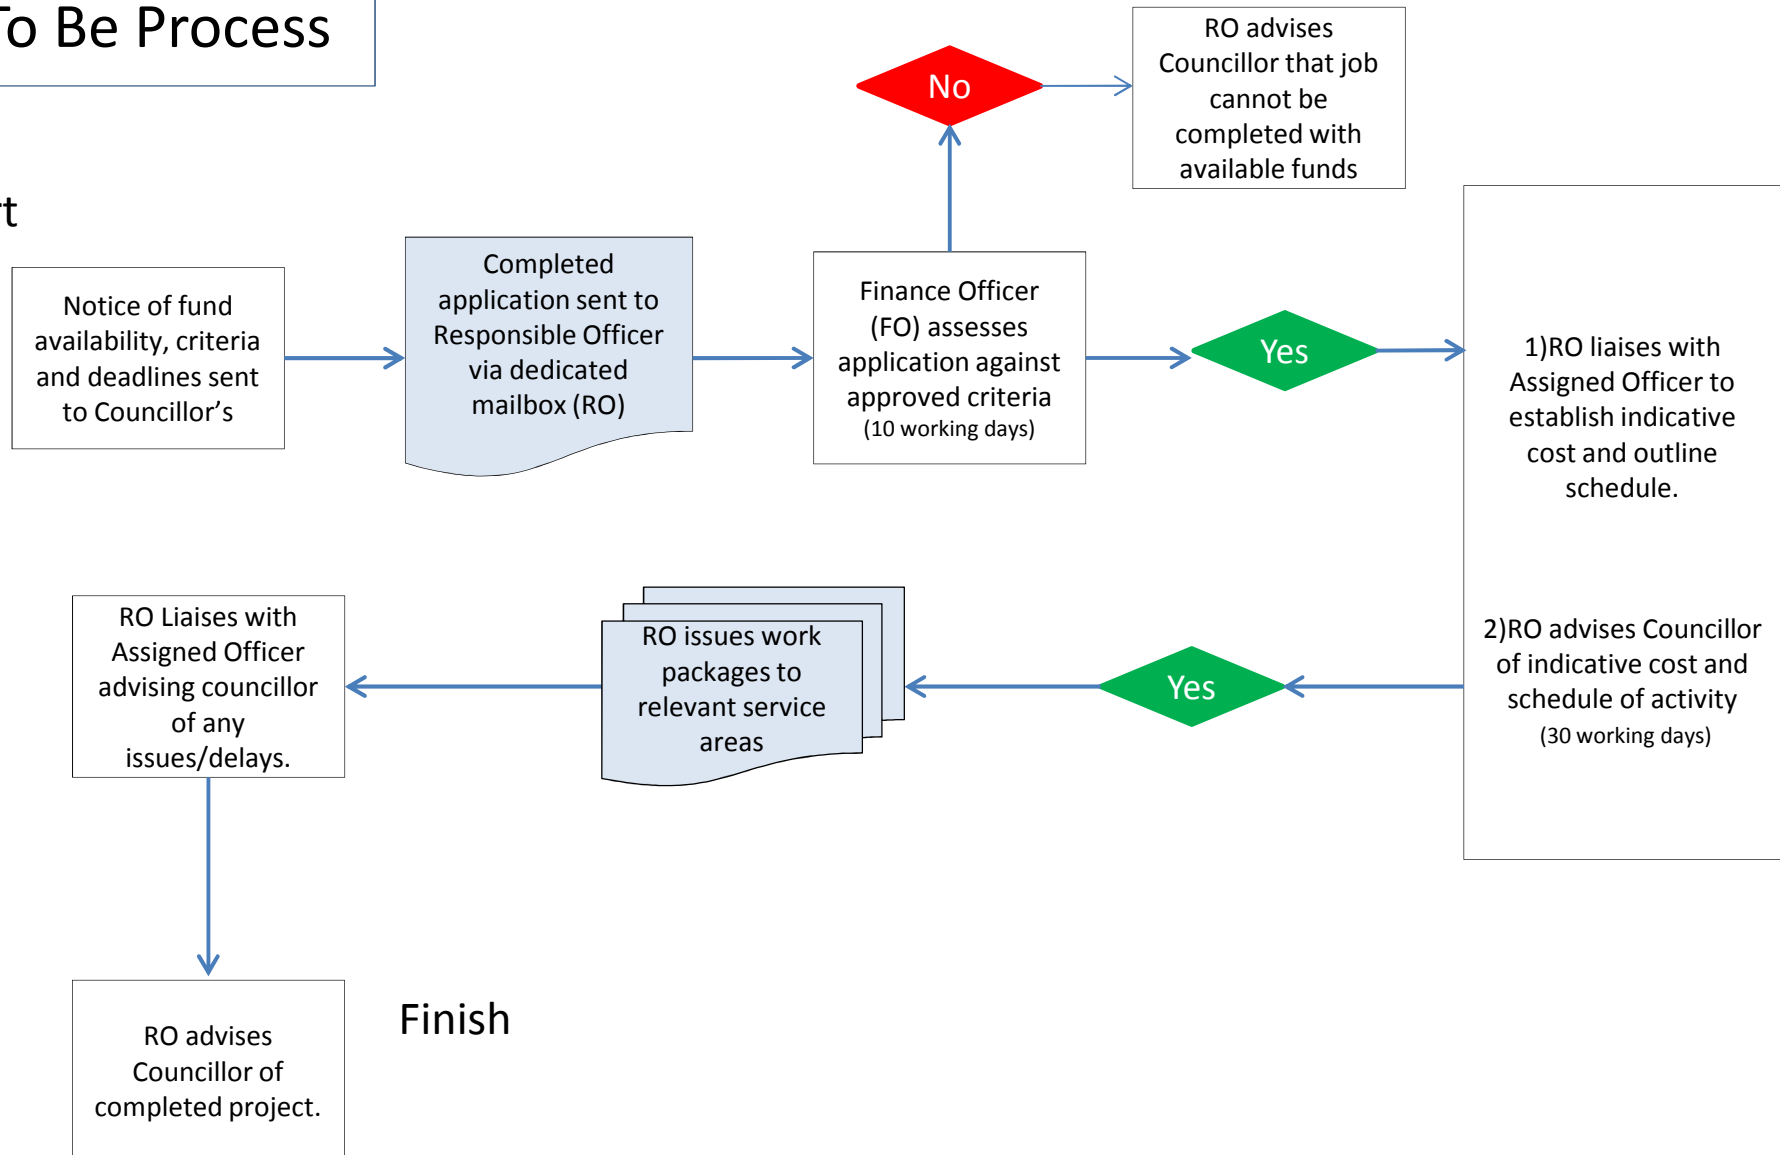 To Be Process
rt
Notice of fund
availability, criteria
and deadlines sent
to Councillor’s
Completed
application sent to
Responsible Officer
via dedicated
mailbox (RO)
Finance Officer
(FO) assesses
application against
approved criteria
(10 working days)
No
RO advises
Councillor that job
cannot be
completed with
available funds
Yes
1)RO liaises with
Assigned Officer to
establish indicative
cost and outline
schedule.
2)RO advises Councillor
of indicative cost and
schedule of activity
(30 working days)
Yes
RO issues work
packages to
relevant service
areas
RO Liaises with
Assigned Officer
advising councillor
of any
issues/delays.
RO advises
Councillor of
completed project.
Finish